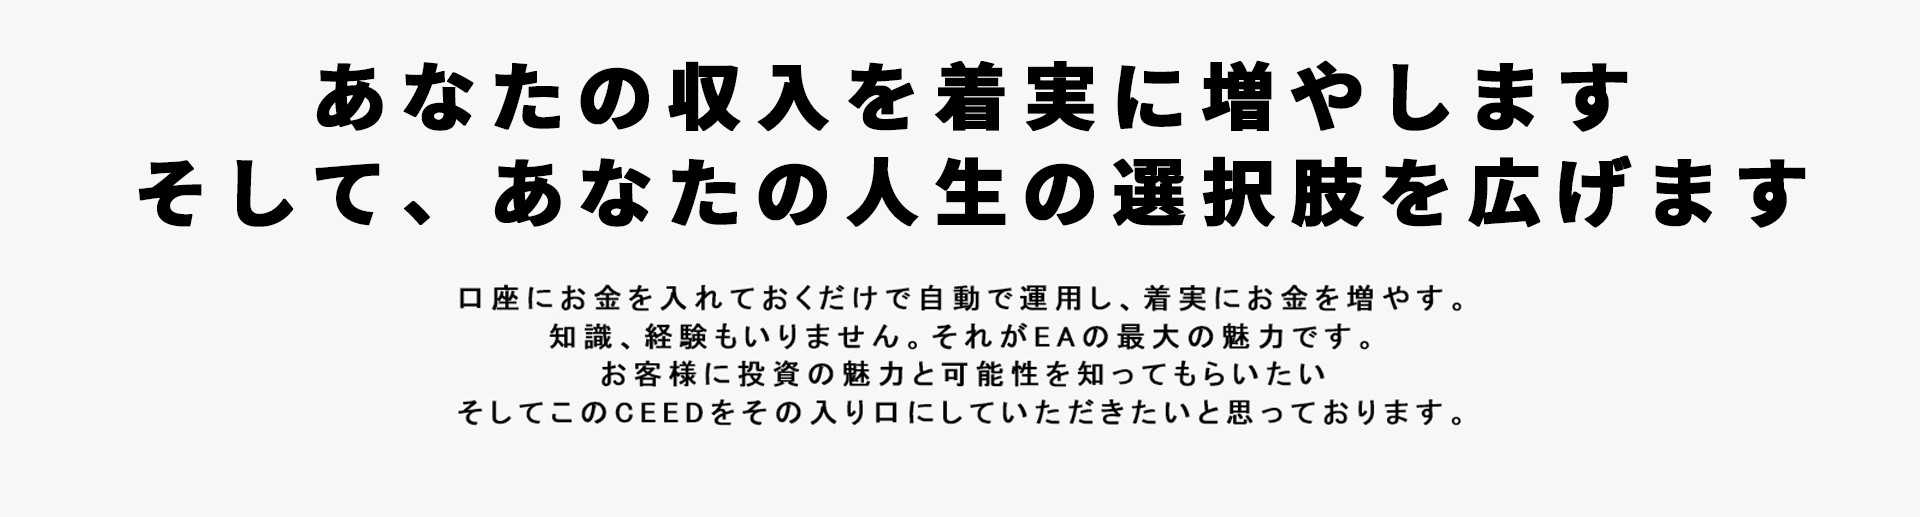 あなたの収入を着実に増やします
そして、あなたの人生の選択肢を広げます
口座にお金を入れておくだけで自動で運用し、着実にお金を増やす。
知識、経験もいりません。それがEAの最大の魅力です。
お客様に投資の魅力と可能性を知ってもらいたい
そしてこのCEEDをその入り口にしていただきたいと思っております。